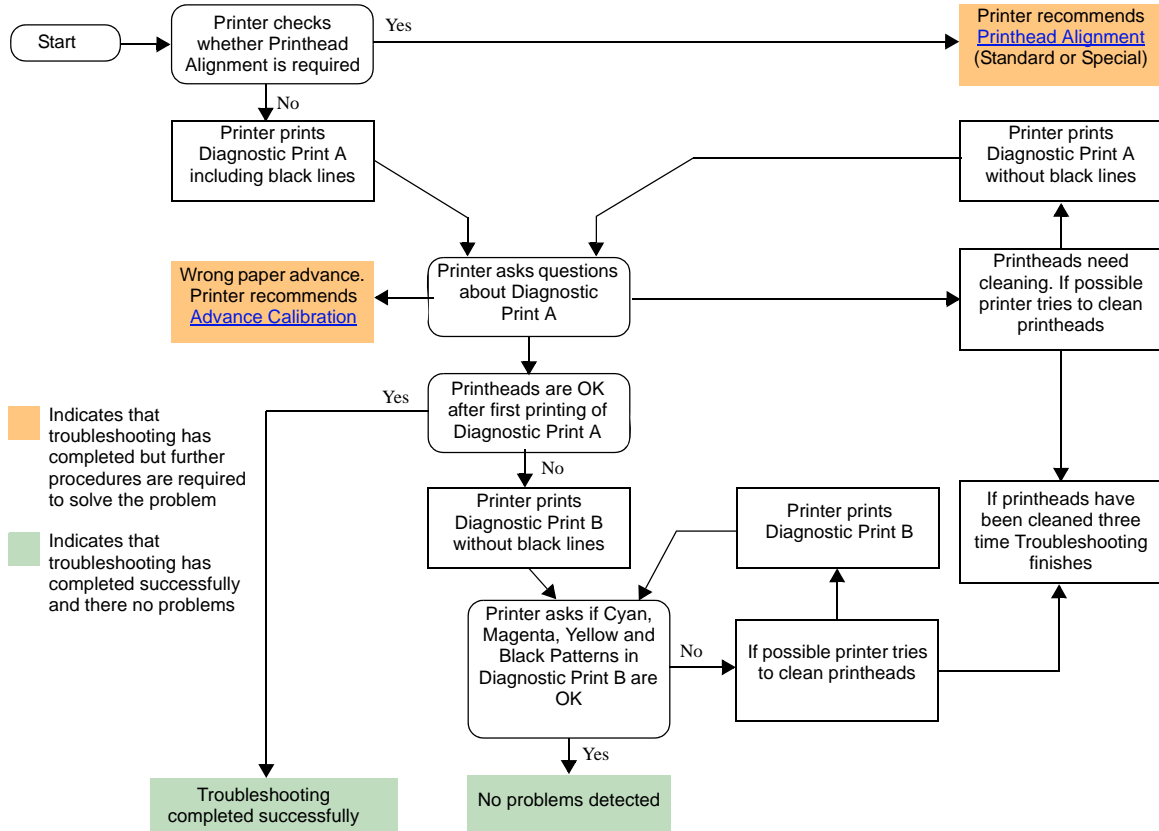 Start
Printer checks
whether Printhead
Alignment is required
Yes
Printer recommends
Printhead Alignment
(Standard or Special)
No
Printer prints
Diagnostic Print A
including black lines
Printer prints
Diagnostic Print A
without black lines
Wrong paper advance.
Printer recommends
Advance Calibration
Printer asks questions
about Diagnostic
Print A
Printheads need
cleaning. If possible
printer tries to clean
printheads
Yes
Printheads are OK
after first printing of
Diagnostic Print A
Indicates that
troubleshooting has
completed but further
procedures are required
to solve the problem
No
Printer prints
Diagnostic Print B
without black lines
Printer prints
Diagnostic Print B
If printheads have
been cleaned three
time Troubleshooting
finishes
Indicates that
troubleshooting has
completed successfully
and there no problems
Printer asks if Cyan,
Magenta, Yellow and
Black Patterns in
Diagnostic Print B are
OK
No
If possible printer tries
to clean printheads
Yes
Troubleshooting
completed successfully
No problems detected